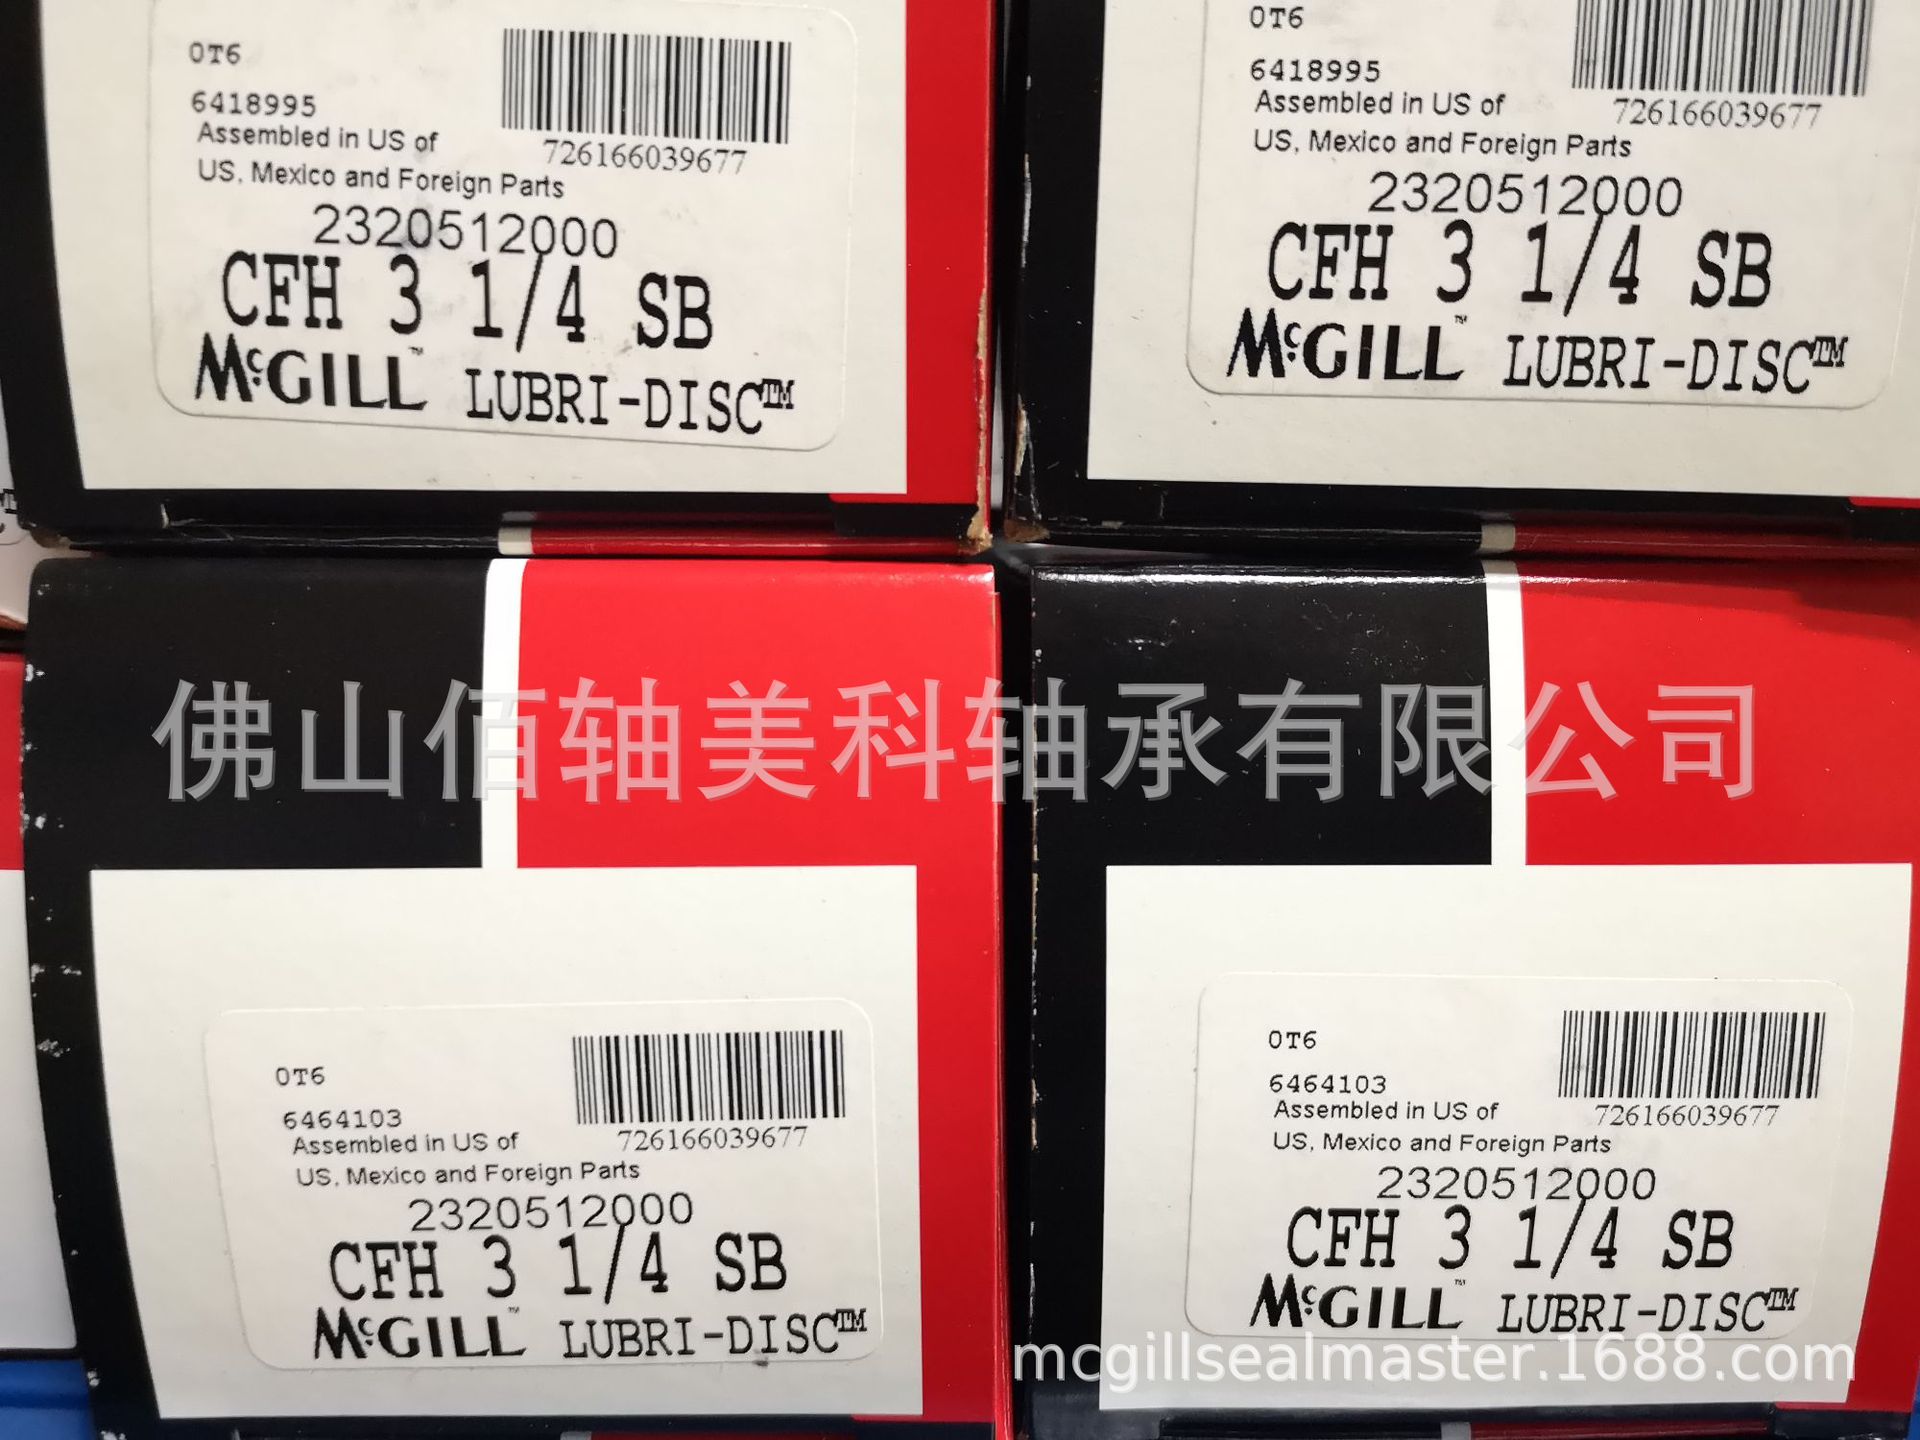 0T6
6418995
Assembled in US of
US, Mexico and Foreign Parts
726166039677
2320512000
CFH 3 1/4 SB
McGILL™ LUBRI-DISC™
0T6
6418995
Assembled in US of
US, Mexico and Foreign Parts
726166039677
2320512000
CFH 3 1/4 SB
McGILL™ LUBRI-DISC™
佛山佰轴美科轴承有限公司
0T6
6464103
Assembled in US of
US, Mexico and Foreign Parts
726166039677
2320512000
CFH 3 1/4 SB
McGILL™ LUBRI-DISC™
0T6
6464103
Assembled in US of
US, Mexico and Foreign Parts
726166039677
2320512000
CFH 3 1/4 SB
McGILL™ LUBRI-DISC™
mcgillsealmaster.1688.com